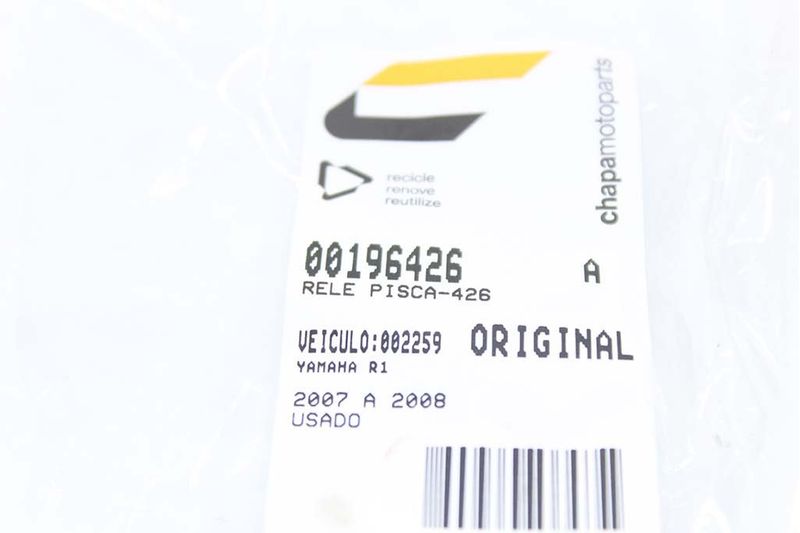 chapamotoparts
recicle
renove
reutilize
00196426 A
RELE PISCA-426
VEICULO:002259 ORIGINAL
YAMAHA R1
2007 A 2008
USADO